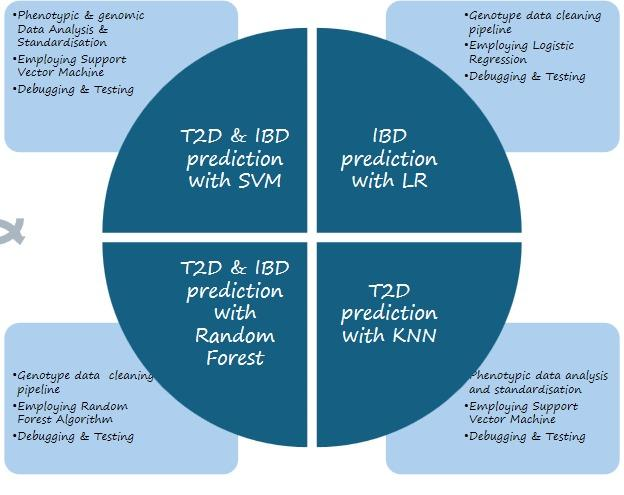 •Phenotypic & genomic
Data Analysis &
Standardisation
•Employing Support
Vector Machine
•Debugging & Testing
•Genotype data cleaning
pipeline
•Employing Logistic
Regression
•Debugging & Testing
T2D & IBD
prediction
with SVM
IBD
prediction
with LR
T2D & IBD
prediction
with
Random
Forest
T2D
prediction
with KNN
•Genotype data cleaning
pipeline
•Employing Random
Forest Algorithm
•Debugging & Testing
Phenotypic data analysis
and standardisation
•Employing Support
Vector Machine
•Debugging & Testing